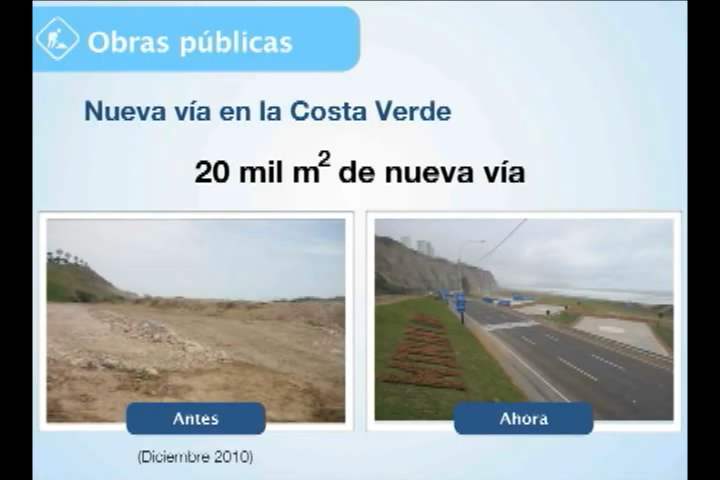 Obras públicas
Nueva vía en la Costa Verde
20 mil m² de nueva vía
Antes
Ahora
(Diciembre 2010)